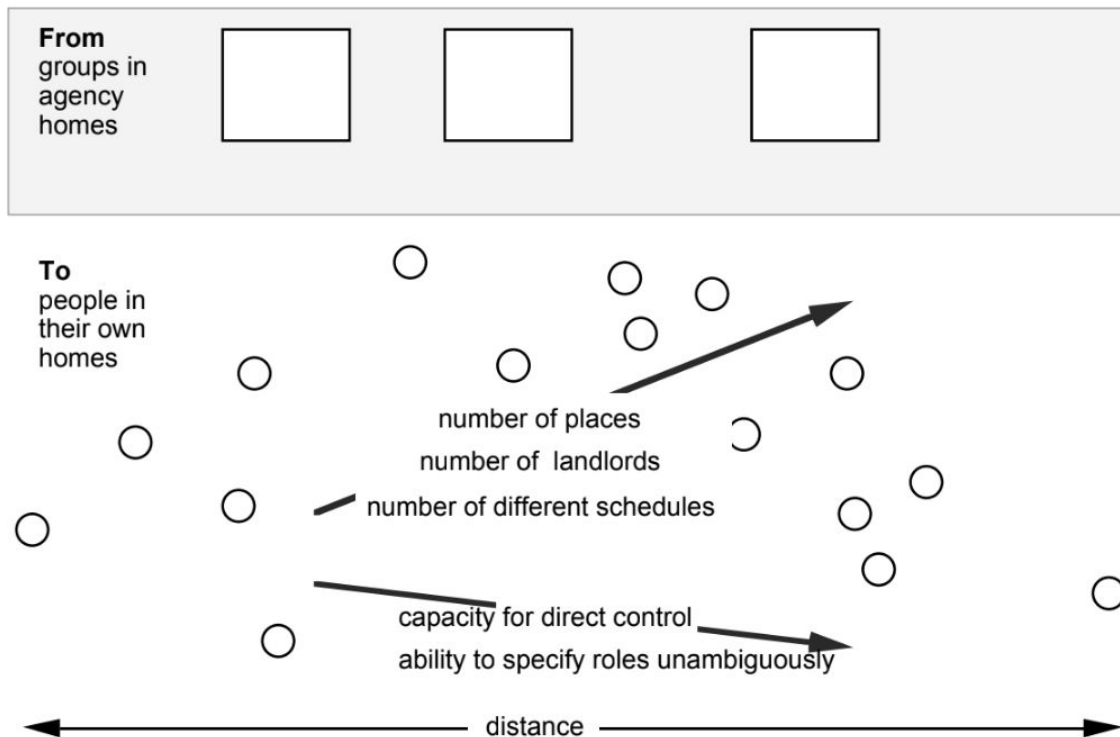 From
groups in
agency
homes
To
people in
their own
homes
number of places
number of landlords
number of different schedules
capacity for direct control
ability to specify roles unambiguously
distance